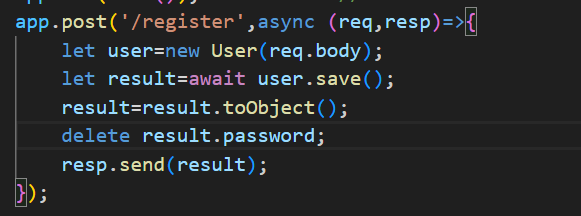 app.post('/register',async (req,resp)=>{
    let user=new User(req.body);
    let result=await user.save();
    result=result.toObject();
    delete result.password;
    resp.send(result);
});